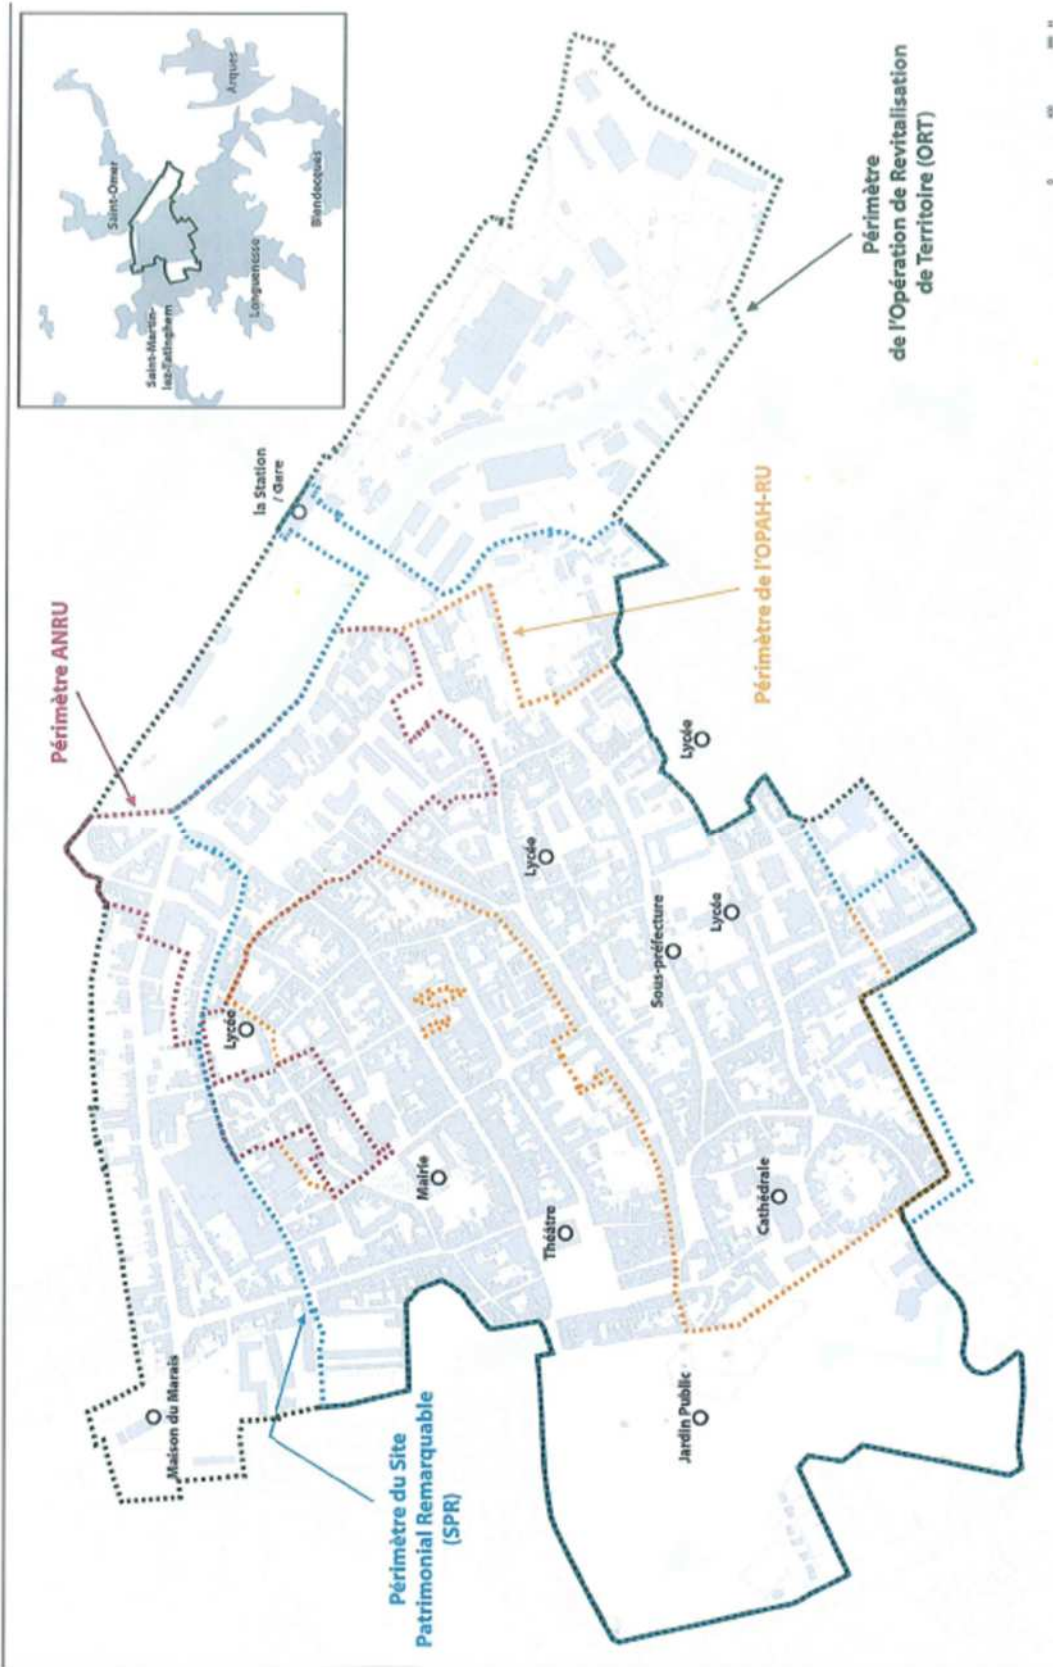 Maison du Marais
Périmètre ANRU
Saint-Martin-
lez-Tatinghem
Saint-Omer
Arques
Longuenesse
Blendecques
la Station
/ Gare
Lycée
Périmètre du Site
Patrimonial Remarquable
(SPR)
Mairie
Théâtre
Lycée
Jardin Public
Sous-préfecture
Lycée
Cathédrale
Lycée
Périmètre de l'OPAH-RU
Périmètre
de l'Opération de Revitalisation
de Territoire (ORT)